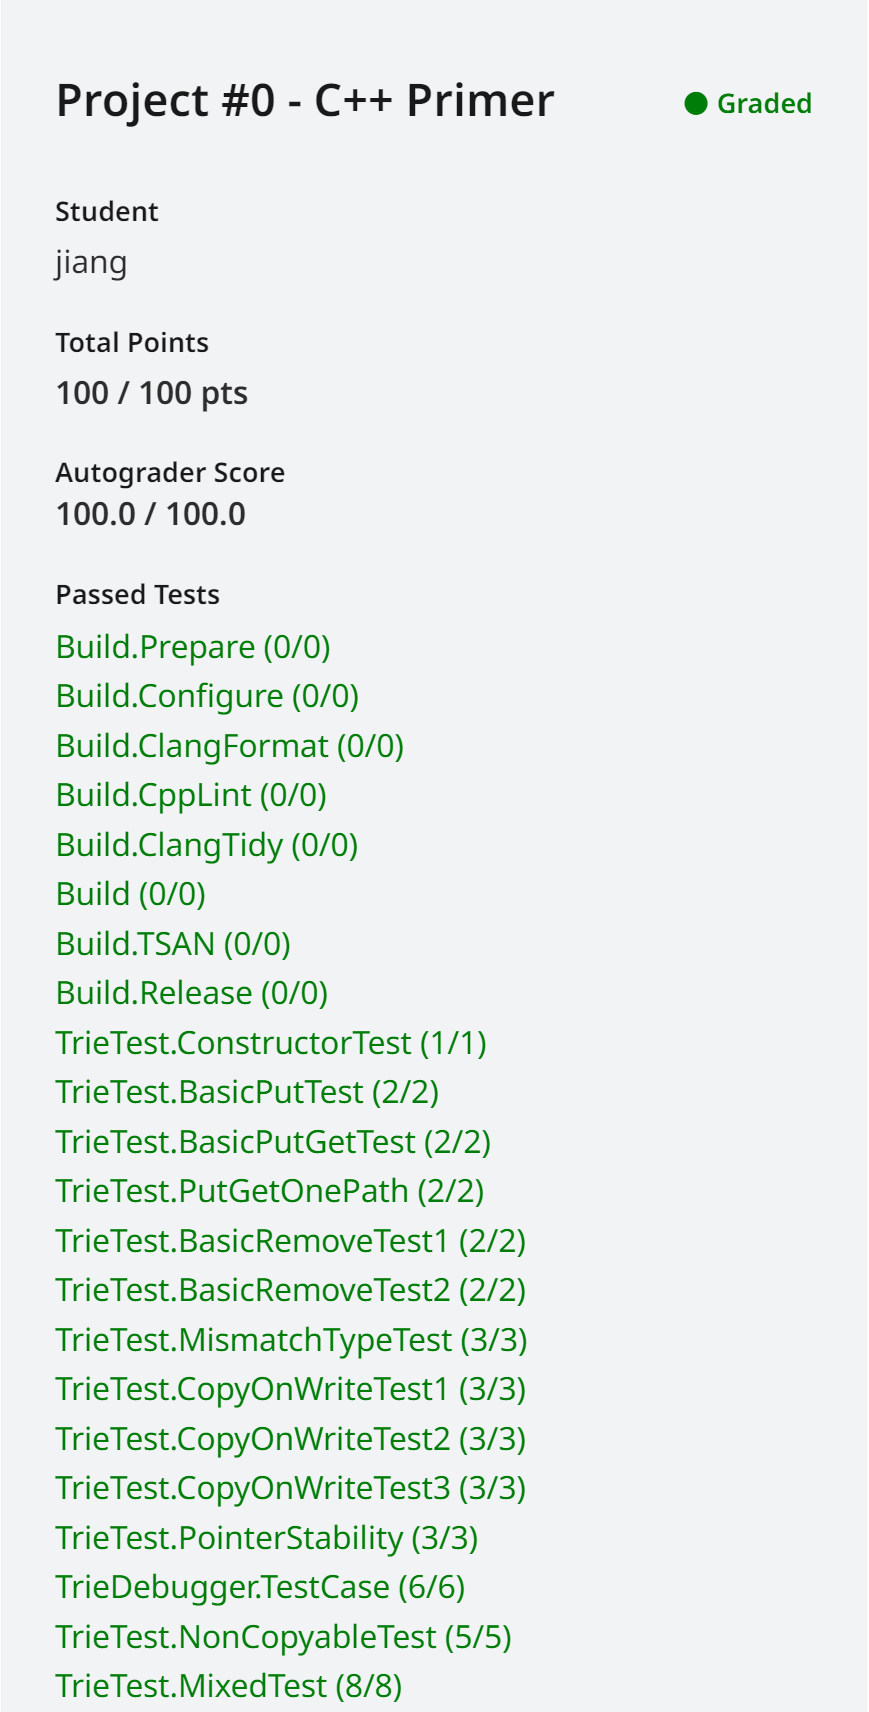 Project #0 - C++ Primer
Graded
Student
jiang
Total Points
100 / 100 pts
Autograder Score
100.0 / 100.0
Passed Tests
Build.Prepare (0/0)
Build.Configure (0/0)
Build.ClangFormat (0/0)
Build.CppLint (0/0)
Build.ClangTidy (0/0)
Build (0/0)
Build.TSAN (0/0)
Build.Release (0/0)
TrieTest.ConstructorTest (1/1)
TrieTest.BasicPutTest (2/2)
TrieTest.BasicPutGetTest (2/2)
TrieTest.PutGetOnePath (2/2)
TrieTest.BasicRemoveTest1 (2/2)
TrieTest.BasicRemoveTest2 (2/2)
TrieTest.MismatchTypeTest (3/3)
TrieTest.CopyOnWriteTest1 (3/3)
TrieTest.CopyOnWriteTest2 (3/3)
TrieTest.CopyOnWriteTest3 (3/3)
TrieTest.PointerStability (3/3)
TrieDebugger.TestCase (6/6)
TrieTest.NonCopyableTest (5/5)
TrieTest.MixedTest (8/8)